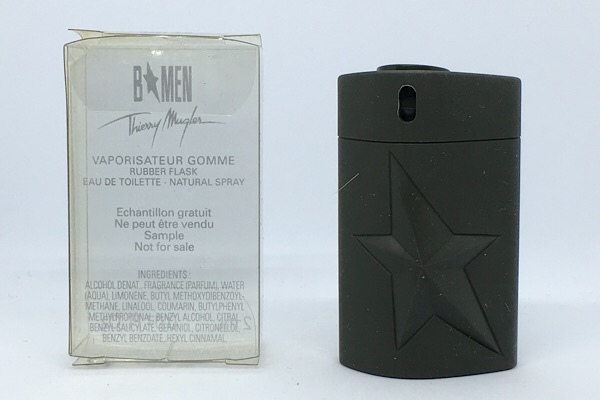 B★MEN
Thierry Mugler
VAPORISATEUR GOMME
RUBBER FLASK
EAU DE TOILETTE - NATURAL SPRAY
Echantillon gratuit
Ne peut être vendu
Sample
Not for sale
INGREDIENTS:
ALCOHOL DENAT, FRAGRANCE (PARFUM), WATER
(AQUA), LIMONENE, BUTYL METHOXYDIBENZOYL-
METHANE, LINALOOL, COUMARIN, BUTYLPHENYL
METHYLPROPIONAL, BENZYL ALCOHOL, CITRAL,
BENZYL SALICYLATE, GERANIOL, CITRONELLOL,
BENZYL BENZOATE, HEXYL CINNAMAL.